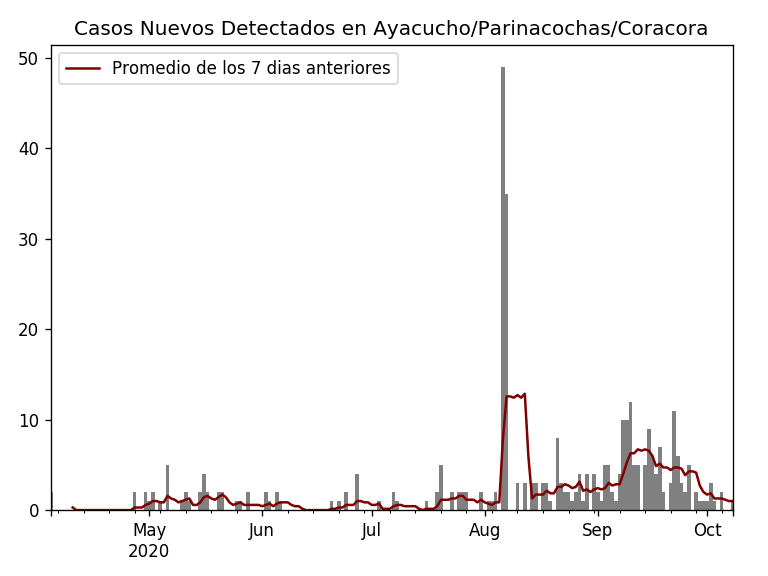 Casos Nuevos Detectados en Ayacucho/Parinacochas/Coracora
Promedio de los 7 dias anteriores
50
40
30
20
10
0
May Jun Jul Aug Sep Oct
2020